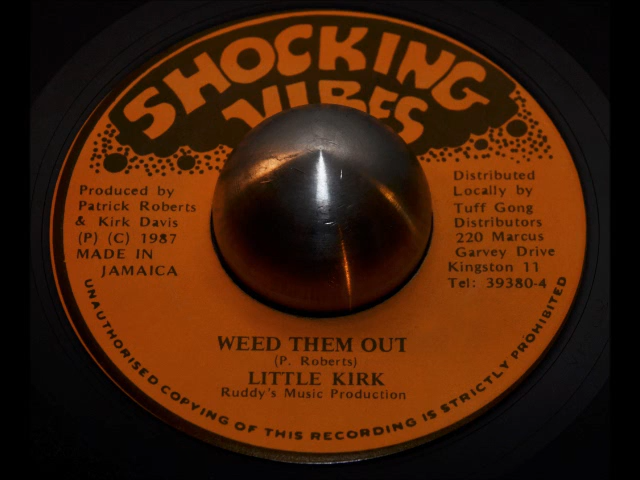 SHOCKING
VIBES
Produced by
Patrick Roberts
& Kirk Davis
(P) (C) 1987
MADE IN
JAMAICA
Distributed
Locally by
Tuff Gong
Distributors
220 Marcus
Garvey Drive
Kingston 11
Tel: 39380-4
WEED THEM OUT
(P. Roberts)
LITTLE KIRK
Ruddy's Music Production
UNAUTHORISED COPYING OF THIS RECORDING IS STRICTLY PROHIBITED